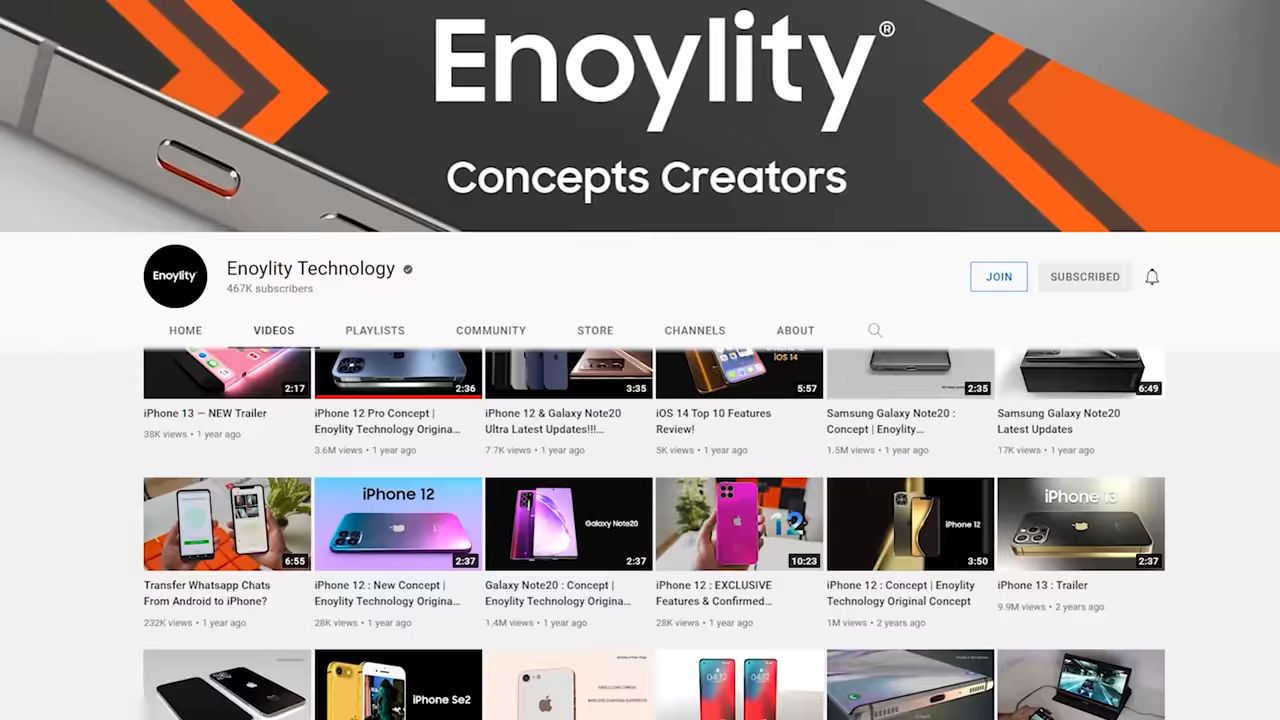 Enoylity®
Concepts Creators
Enoylity
Enoylity Technology
467K subscribers
JOIN
SUBSCRIBED
HOME
VIDEOS
PLAYLISTS
COMMUNITY
STORE
CHANNELS
ABOUT
2:17
2:36
3:35
iOS 14
5:57
2:35
6:49
iPhone 13 — NEW Trailer
38K views • 1 year ago
iPhone 12 Pro Concept |
Enoylity Technology Origina...
3.6M views • 1 year ago
iPhone 12 & Galaxy Note20
Ultra Latest Updates!!!...
7.7K views • 1 year ago
iOS 14 Top 10 Features
Review!
5K views • 1 year ago
Samsung Galaxy Note20 :
Concept | Enoylity...
1.5M views • 1 year ago
Samsung Galaxy Note20
Latest Updates
17K views • 1 year ago
6:55
iPhone 12
2:37
Galaxy Note20
2:37
12
10:23
iPhone 12
3:50
iPhone 13
2:37
Transfer Whatsapp Chats
From Android to iPhone?
232K views • 1 year ago
iPhone 12 : New Concept |
Enoylity Technology Origina...
28K views • 1 year ago
Galaxy Note20 : Concept |
Enoylity Technology Origina...
1.4M views • 1 year ago
iPhone 12 : EXCLUSIVE
Features & Confirmed...
28K views • 1 year ago
iPhone 12 : Concept | Enoylity
Technology Original Concept
1M views • 2 years ago
iPhone 13 : Trailer
9.9M views • 2 years ago
iPhone Se2
04:12
04:12